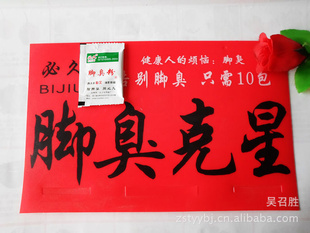 健康人的烦恼：脚臭
必久
BIJIU
别脚臭 只需10包
脚臭粉
脚臭克星
吴召胜
zstyybj.china.alibaba.com